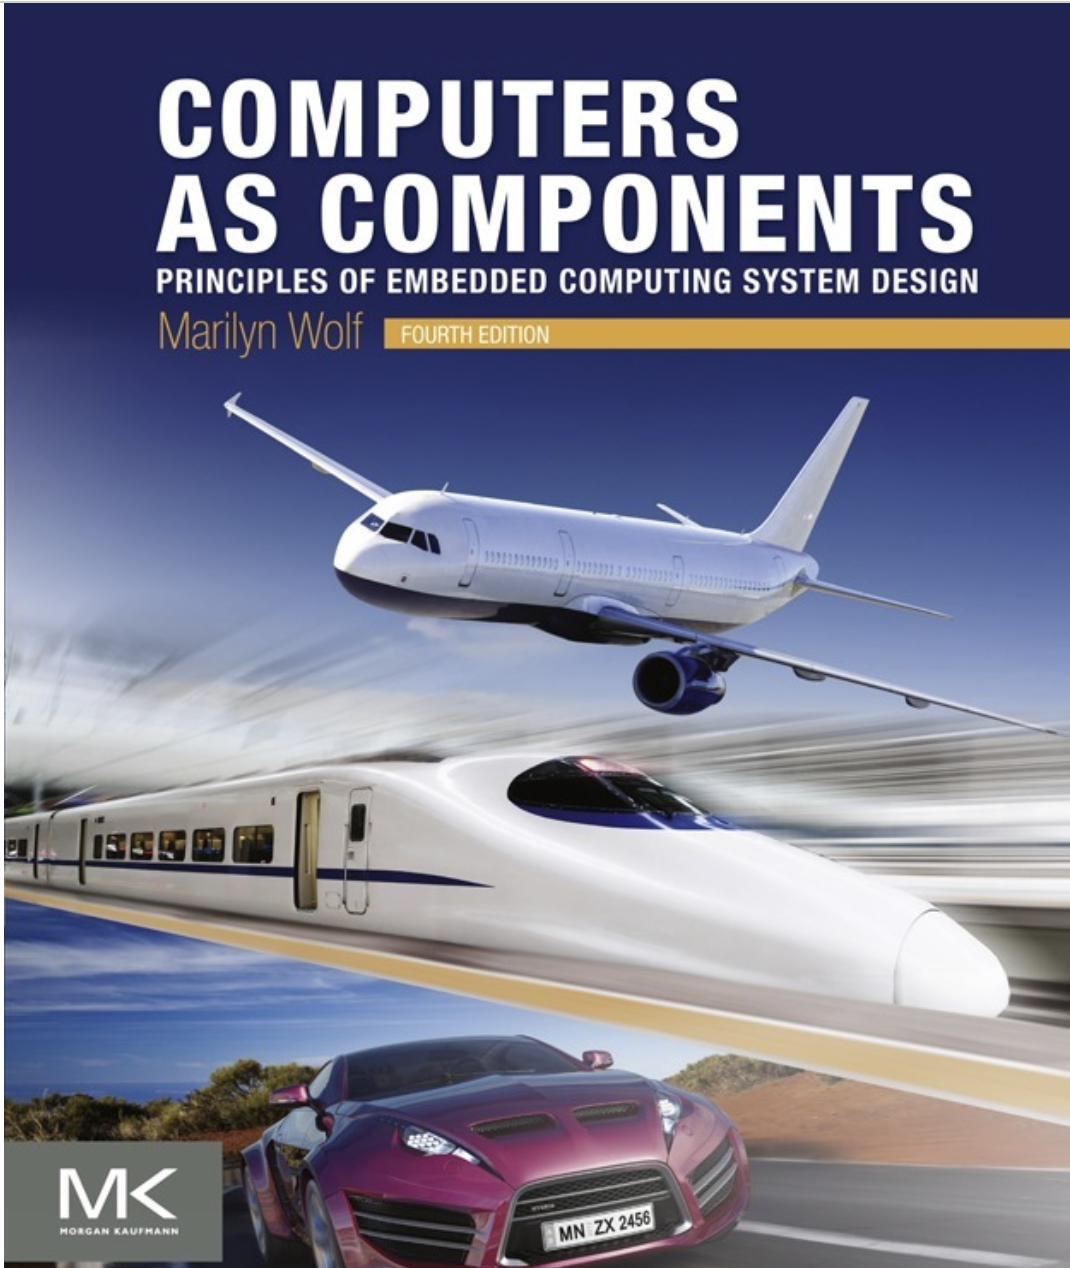 COMPUTERS
AS COMPONENTS
PRINCIPLES OF EMBEDDED COMPUTING SYSTEM DESIGN
Marilyn Wolf FOURTH EDITION
MN ZX 2456
MK
MORGAN KAUFMANN